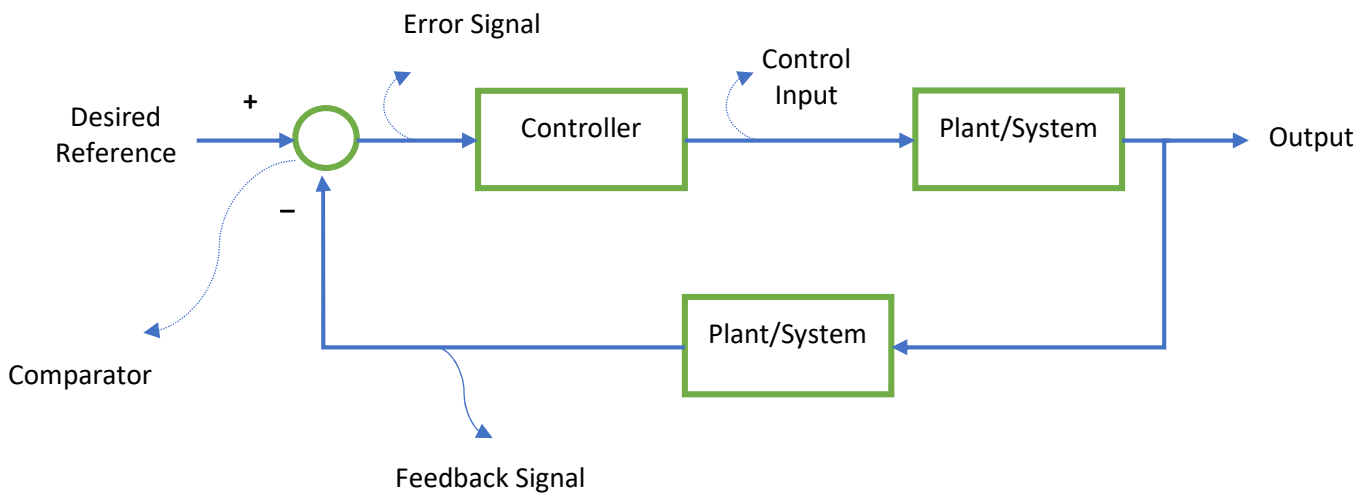 Error Signal
Control
Input
+
Desired
Reference
Controller
Plant/System
Output
–
Plant/System
Comparator
Feedback Signal